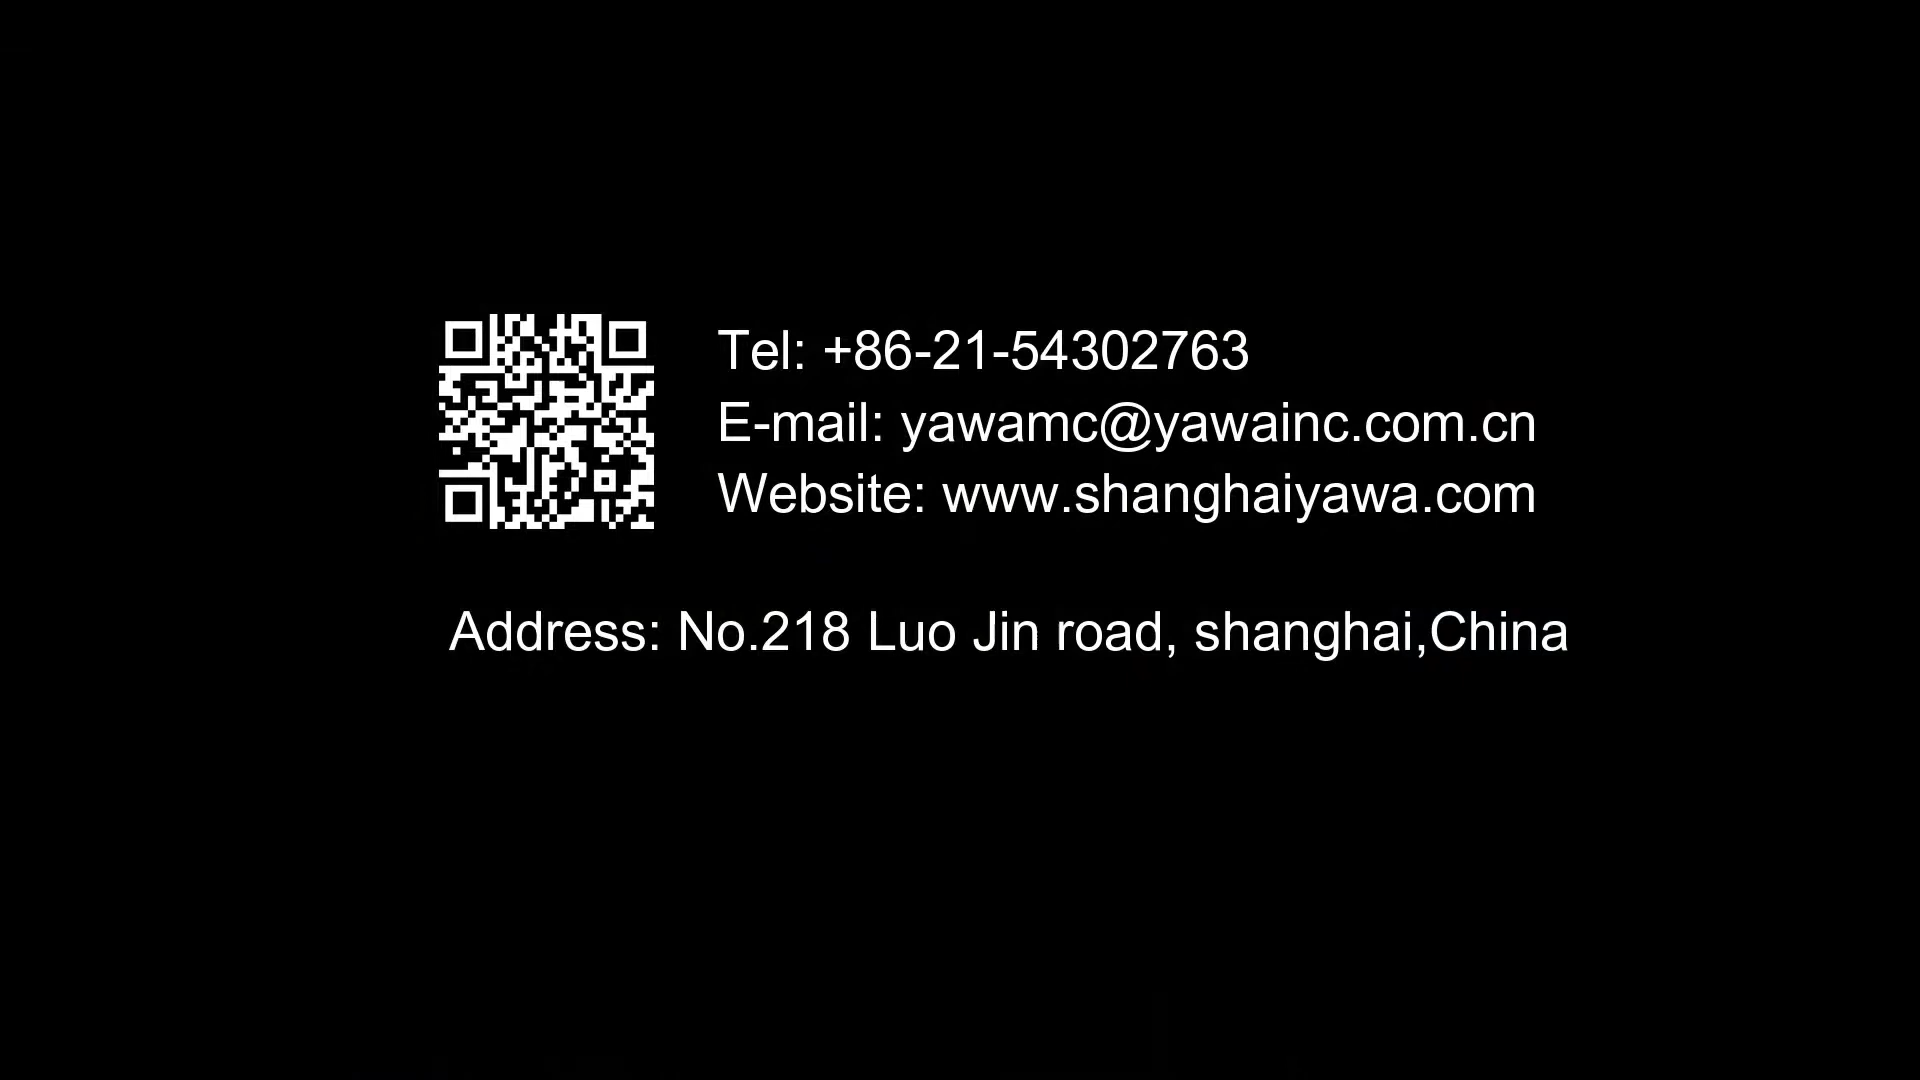 Tel: +86-21-54302763
E-mail: yawamc@yawainc.com.cn
Website: www.shanghaiyawa.com
Address: No.218 Luo Jin road, shanghai,China